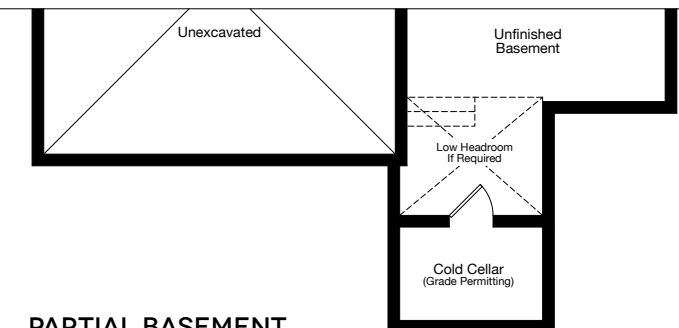 Unexcavated
Unfinished
Basement
Low Headroom
If Required
Cold Cellar
(Grade Permitting)
PARTIAL BASEMENT